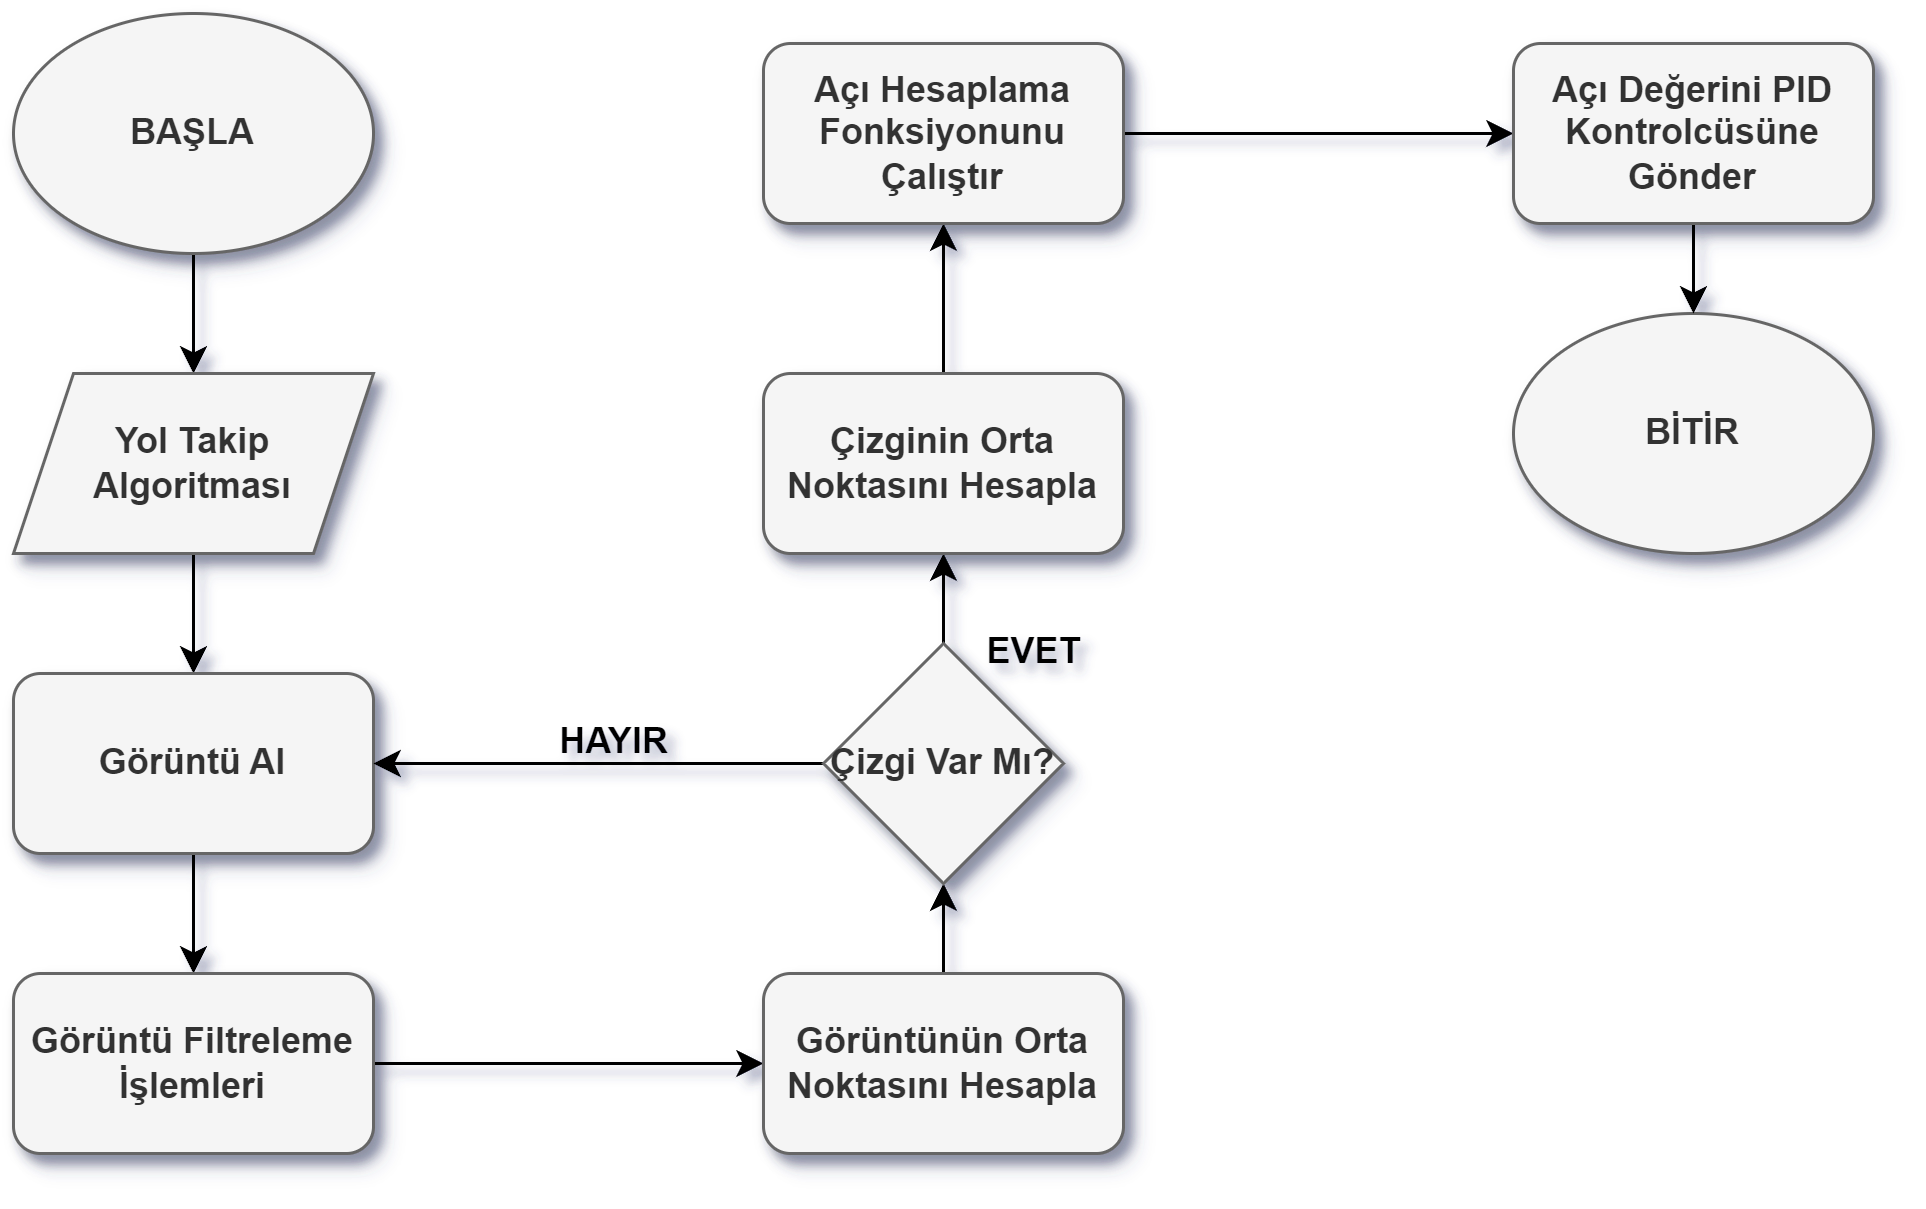 BAŞLA
Yol Takip
Algoritması
Görüntü Al
Görüntü Filtreleme
İşlemleri
Görüntünün Orta
Noktasını Hesapla
Çizgi Var Mı?
HAYIR
EVET
Çizginin Orta
Noktasını Hesapla
Açı Hesaplama
Fonksiyonunu
Çalıştır
Açı Değerini PID
Kontrolcüsüne
Gönder
BİTİR